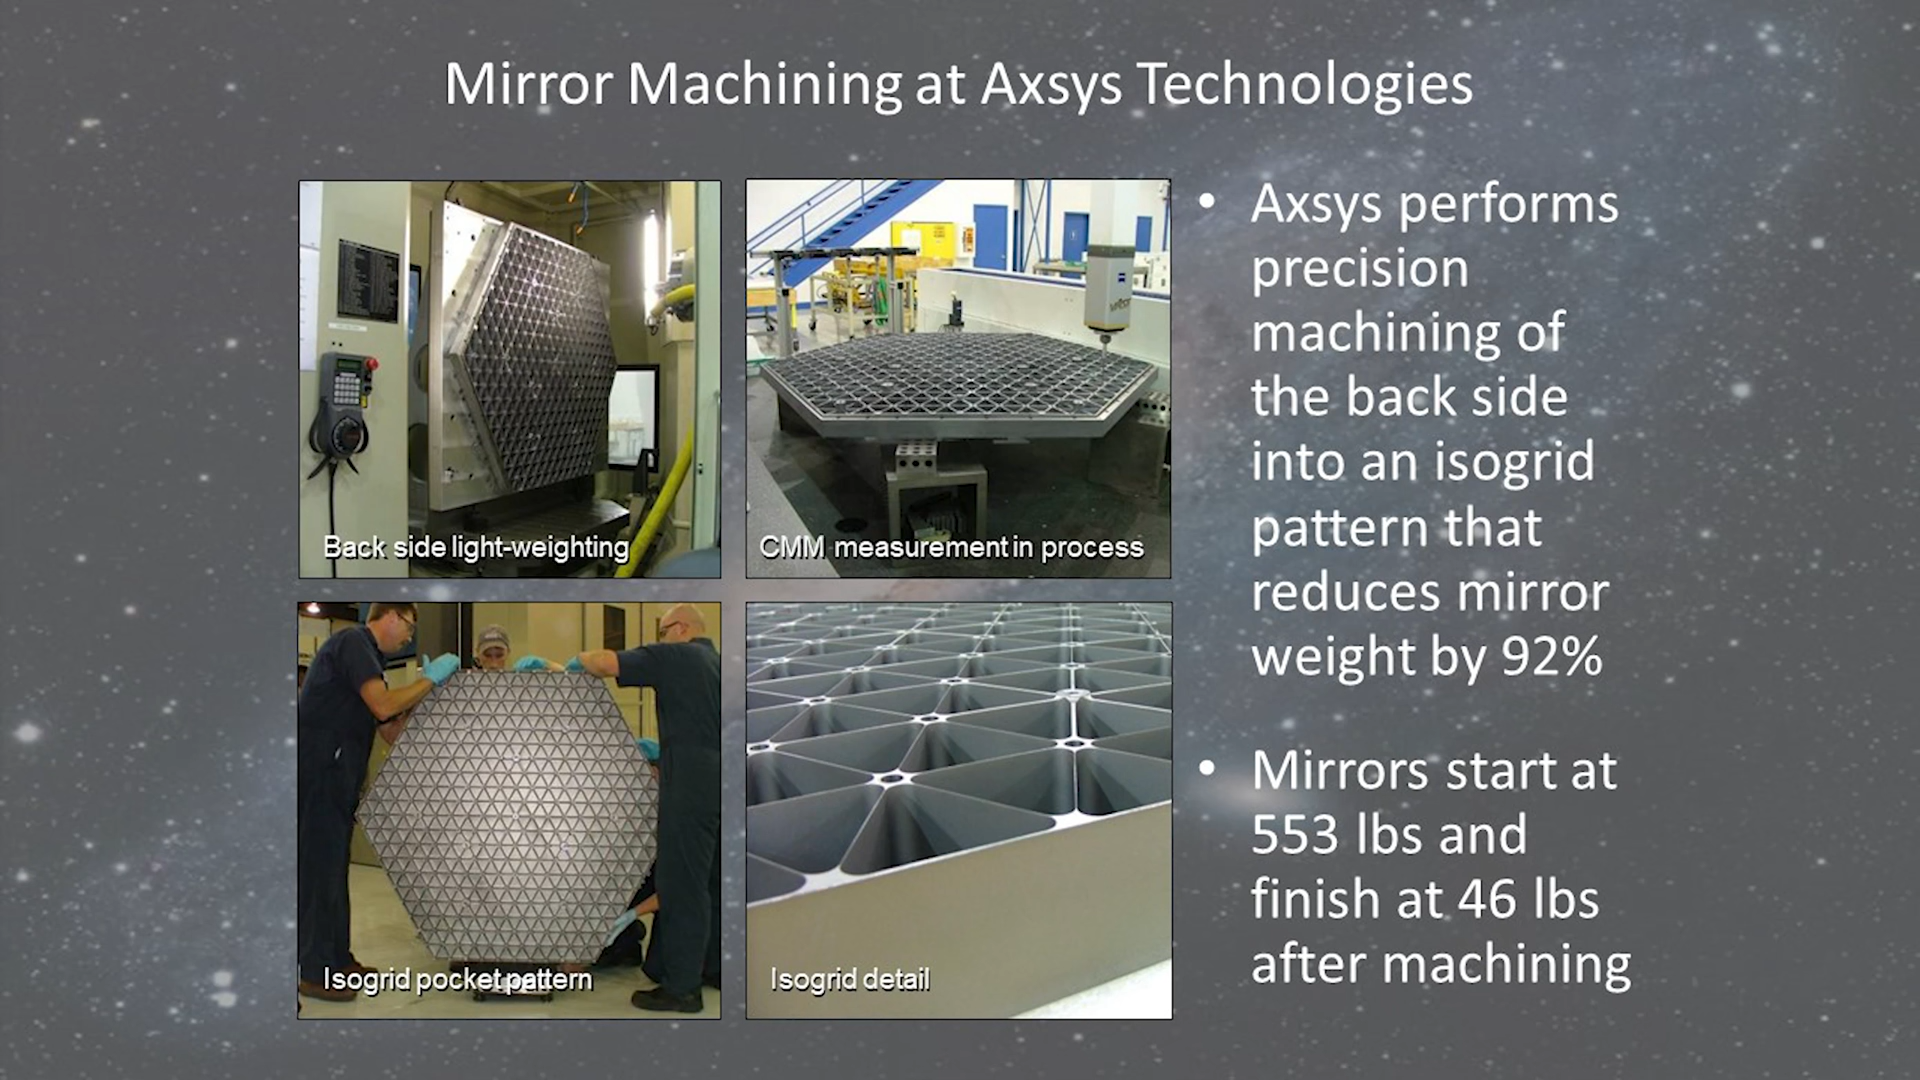 Mirror Machining at Axsys Technologies
Back side light-weighting
CMM measurement in process
Isogrid pocket pattern
Isogrid detail
• Axsys performs
precision
machining of
the back side
into an isogrid
pattern that
reduces mirror
weight by 92%
• Mirrors start at
553 lbs and
finish at 46 lbs
after machining